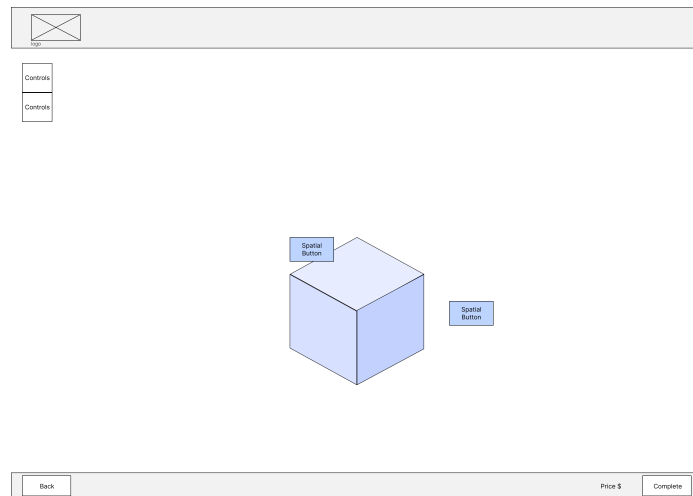 logo
Controls
Controls
Spatial
Button
Spatial
Button
Back
Price $
Complete